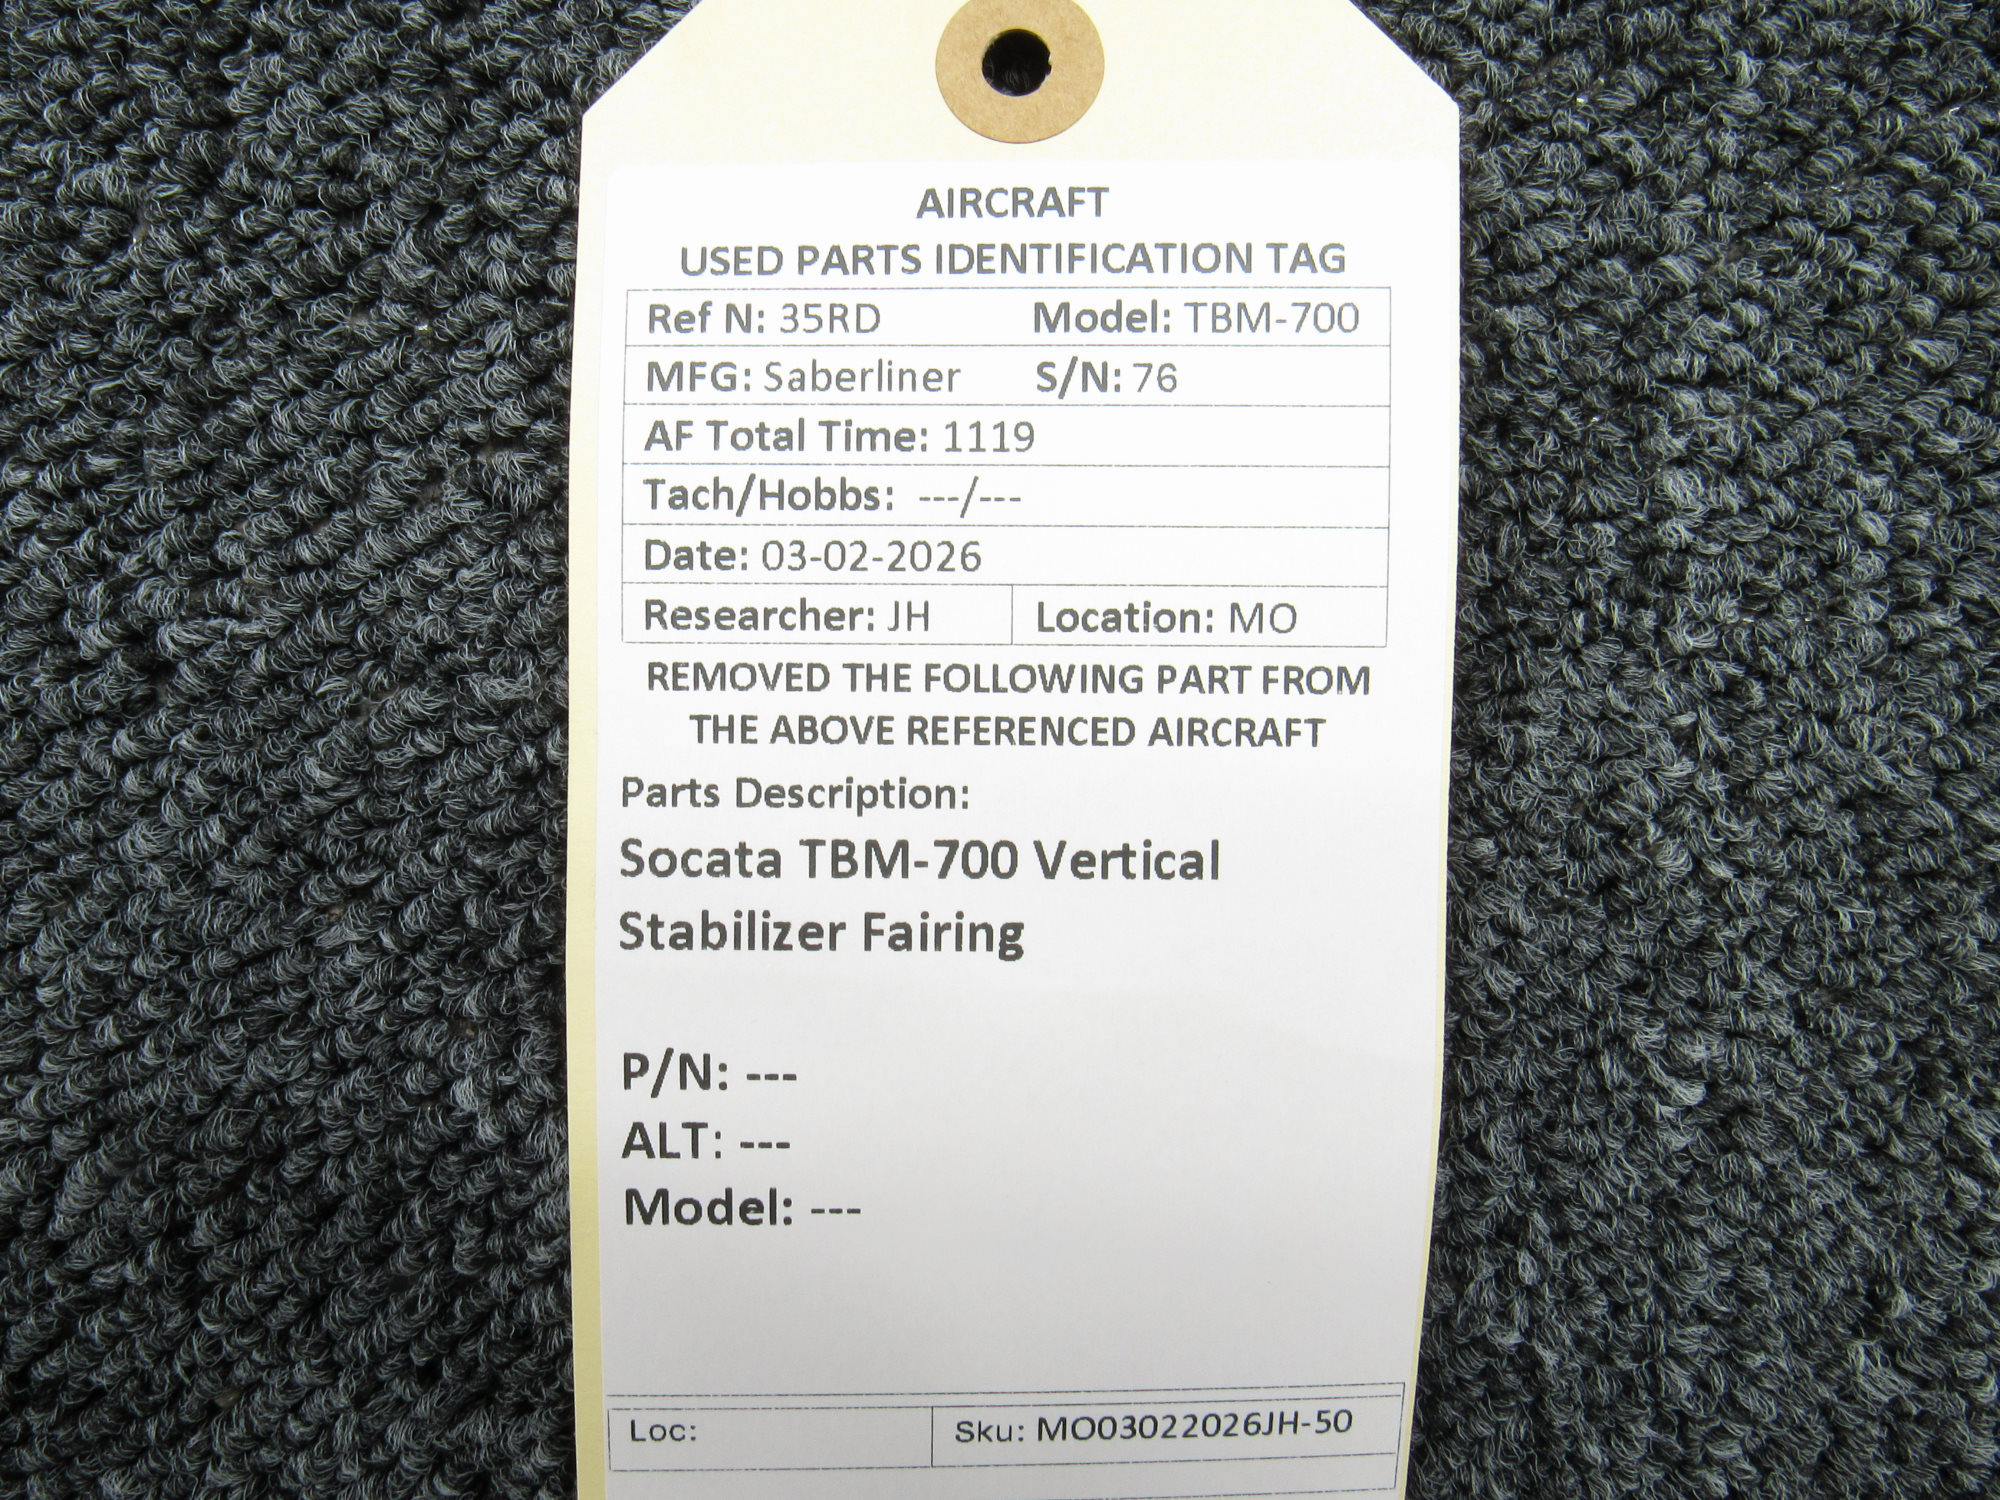 AIRCRAFT
USED PARTS IDENTIFICATION TAG
Ref N: 35RD Model: TBM-700
MFG: Saberliner S/N: 76
AF Total Time: 1119
Tach/Hobbs: ---/---
Date: 03-02-2026
Researcher: JH Location: MO
REMOVED THE FOLLOWING PART FROM
THE ABOVE REFERENCED AIRCRAFT
Parts Description:
Socata TBM-700 Vertical
Stabilizer Fairing
P/N: ---
ALT: ---
Model: ---
Loc: Sku: MO03022026JH-50